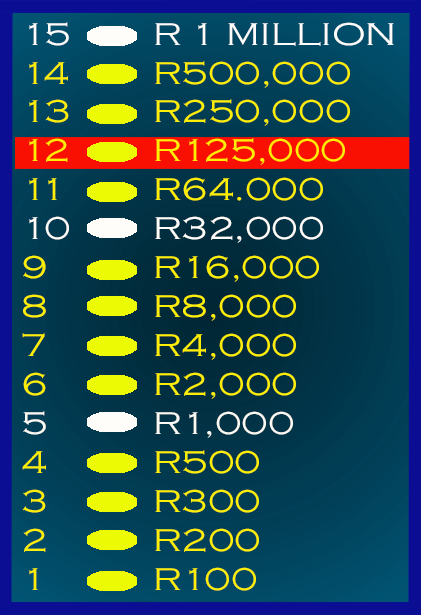 15 R 1 MILLION
14 R500,000
13 R250,000
12 R125,000
11 R64.000
10 R32,000
9 R16,000
8 R8,000
7 R4,000
6 R2,000
5 R1,000
4 R500
3 R300
2 R200
1 R100